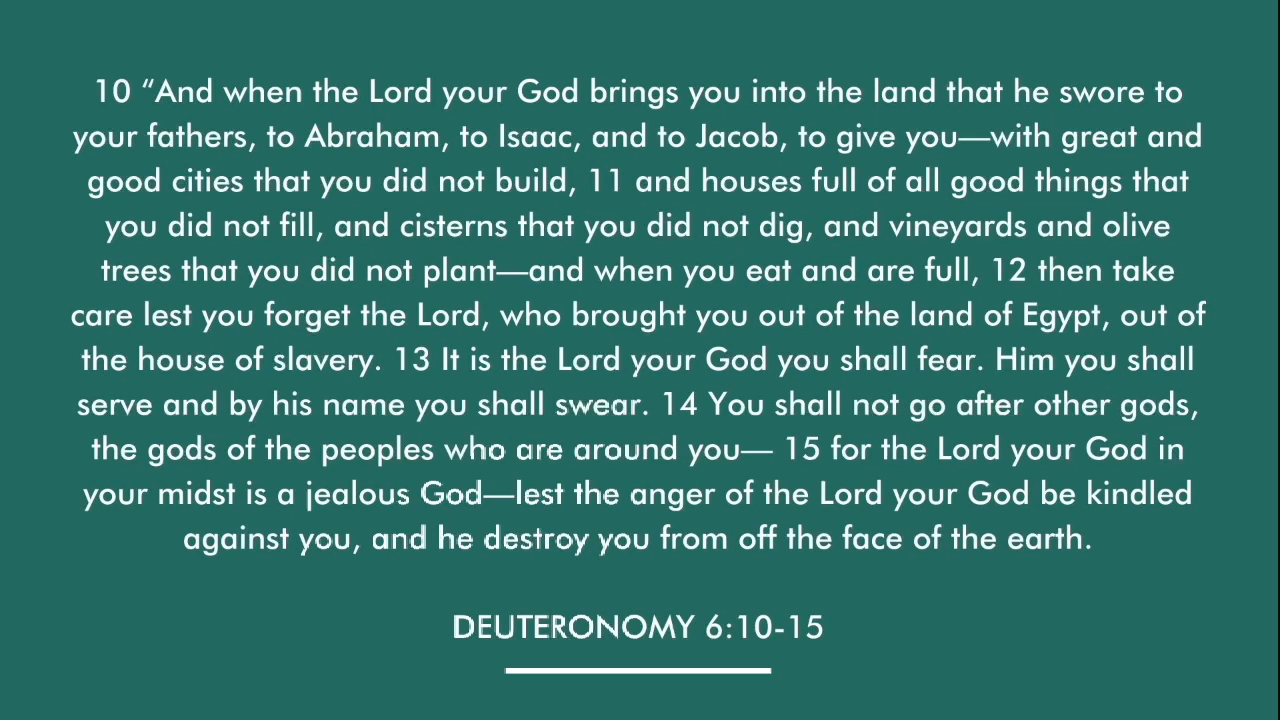 10 “And when the Lord your God brings you into the land that he swore to
your fathers, to Abraham, to Isaac, and to Jacob, to give you—with great and
good cities that you did not build, 11 and houses full of all good things that
you did not fill, and cisterns that you did not dig, and vineyards and olive
trees that you did not plant—and when you eat and are full, 12 then take
care lest you forget the Lord, who brought you out of the land of Egypt, out of
the house of slavery. 13 It is the Lord your God you shall fear. Him you shall
serve and by his name you shall swear. 14 You shall not go after other gods,
the gods of the peoples who are around you— 15 for the Lord your God in
your midst is a jealous God—lest the anger of the Lord your God be kindled
against you, and he destroy you from off the face of the earth.
DEUTERONOMY 6:10-15